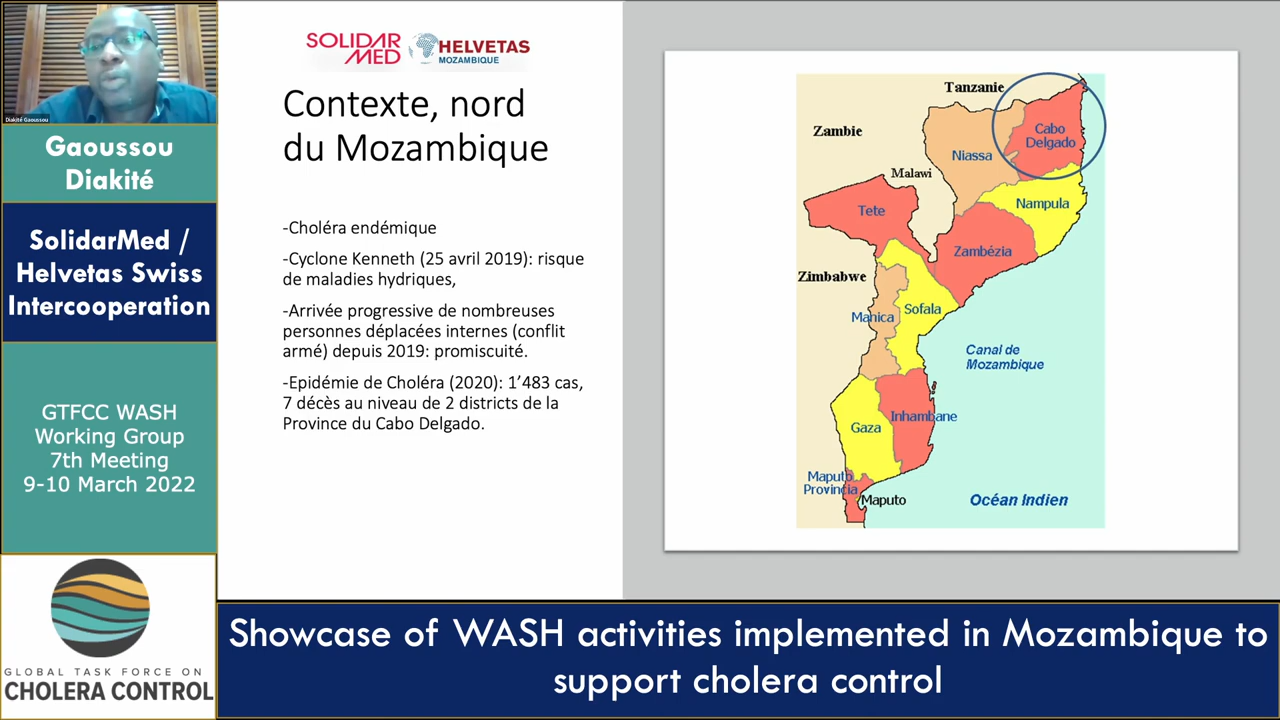 Diakité Gaoussou
Gaoussou
Diakité
SolidarMed /
Helvetas Swiss
Intercooperation
GTFCC WASH
Working Group
7th Meeting
9-10 March 2022
GLOBAL TASK FORCE ON
CHOLERA CONTROL
SOLIDAR
MED
HELVETAS
MOZAMBIQUE
Contexte, nord
du Mozambique
-Choléra endémique
-Cyclone Kenneth (25 avril 2019): risque
de maladies hydriques,
-Arrivée progressive de nombreuses
personnes déplacées internes (conflit
armé) depuis 2019: promiscuité.
-Epidémie de Choléra (2020): 1’483 cas,
7 décès au niveau de 2 districts de la
Province du Cabo Delgado.
Tanzanie
Zambie
Cabo
Delgado
Niassa
Malawi
Nampula
Tete
Zambézia
Zimbabwe
Sofala
Manica
Canal de
Mozambique
Inhambane
Gaza
Maputo
Provincia
Maputo
Océan Indien
Showcase of WASH activities implemented in Mozambique to
support cholera control